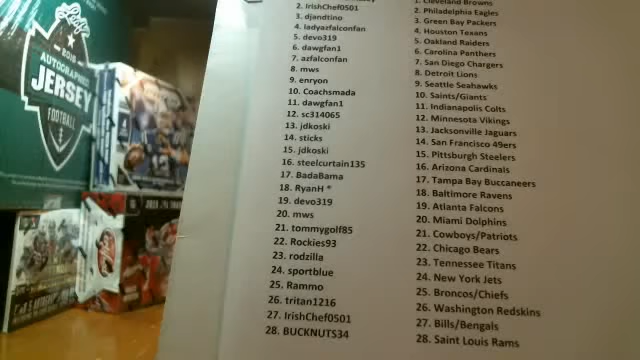 Leaf
2016
AUTOGRAPHED
JERSEY
FOOTBALL
2. IrishChef0501
3. djandtino
4. ladyazfalconfan
5. devo319
6. dawgfan1
7. azfalconfan
8. mws
9. enryon
10. Coachsmada
11. dawgfan1
12. sc314065
13. jdkoski
14. sticks
15. jdkoski
16. steelcurtain135
17. BadaBama
18. RyanH *
19. devo319
20. mws
21. tommygolf85
22. Rockies93
23. rodzilla
24. sportblue
25. Rammo
26. tritan1216
27. IrishChef0501
28. BUCKNUTS34
1. Cleveland Browns
2. Philadelphia Eagles
3. Green Bay Packers
4. Houston Texans
5. Oakland Raiders
6. Carolina Panthers
7. San Diego Chargers
8. Detroit Lions
9. Seattle Seahawks
10. Saints/Giants
11. Indianapolis Colts
12. Minnesota Vikings
13. Jacksonville Jaguars
14. San Francisco 49ers
15. Pittsburgh Steelers
16. Arizona Cardinals
17. Tampa Bay Buccaneers
18. Baltimore Ravens
19. Atlanta Falcons
20. Miami Dolphins
21. Cowboys/Patriots
22. Chicago Bears
23. Tennessee Titans
24. New York Jets
25. Broncos/Chiefs
26. Washington Redskins
27. Bills/Bengals
28. Saint Louis Rams